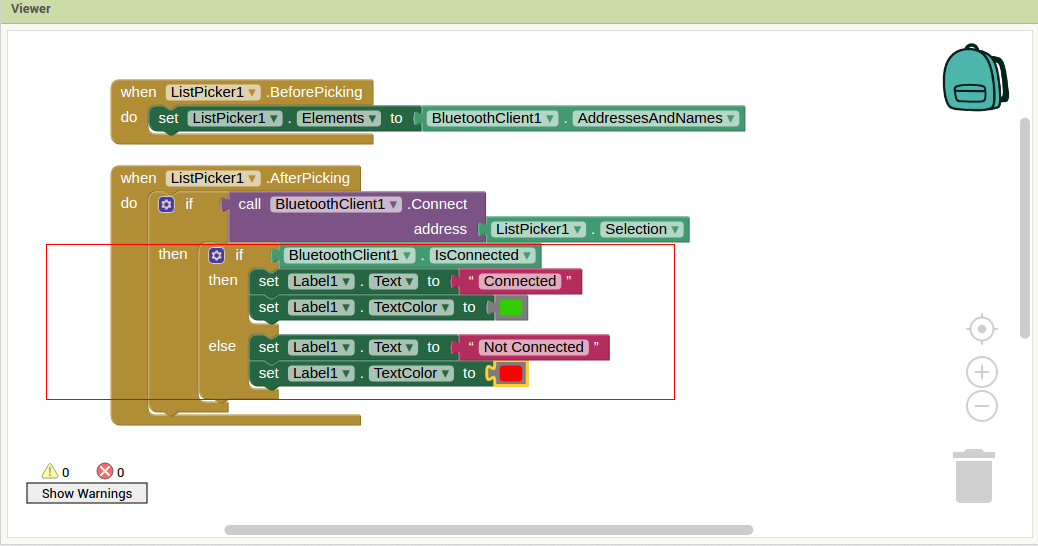 Viewer
when ListPicker1 .BeforePicking
do set ListPicker1 . Elements to BluetoothClient1 . AddressesAndNames
when ListPicker1 .AfterPicking
do if call BluetoothClient1 .Connect
address ListPicker1 . Selection
then if BluetoothClient1 . IsConnected
then set Label1 . Text to “ Connected ”
set Label1 . TextColor to
else set Label1 . Text to “ Not Connected ”
set Label1 . TextColor to
0 0
Show Warnings